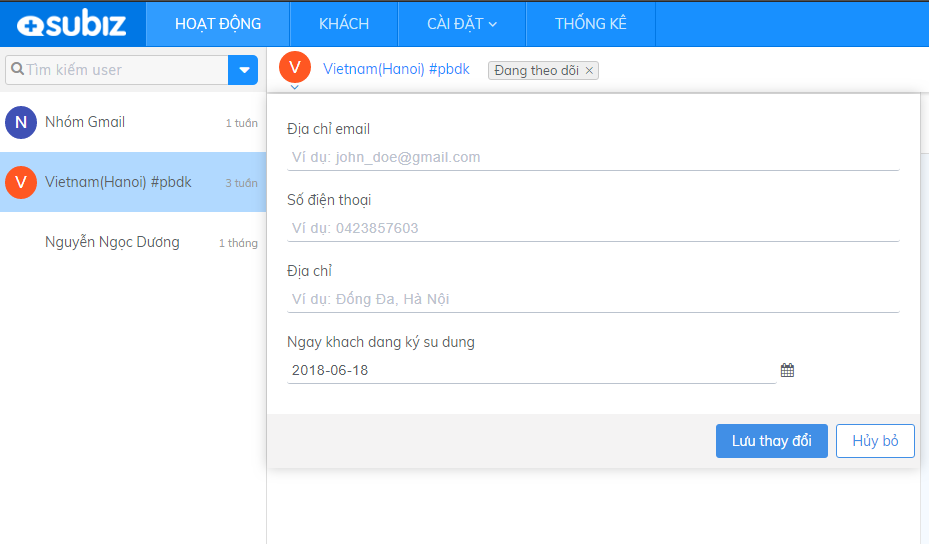 subiz
HOẠT ĐỘNG
KHÁCH
CÀI ĐẶT
THỐNG KÊ
Tìm kiếm user
N
Nhóm Gmail
1 tuần
V
Vietnam(Hanoi) #pbdk
3 tuần
Nguyễn Ngọc Dương
1 tháng
V
Vietnam(Hanoi) #pbdk
Đang theo dõi ×
Địa chỉ email
Ví dụ: john_doe@gmail.com
Số điện thoại
Ví dụ: 0423857603
Địa chỉ
Ví dụ: Đống Đa, Hà Nội
Ngay khach dang ký su dung
2018-06-18
Lưu thay đổi
Hủy bỏ